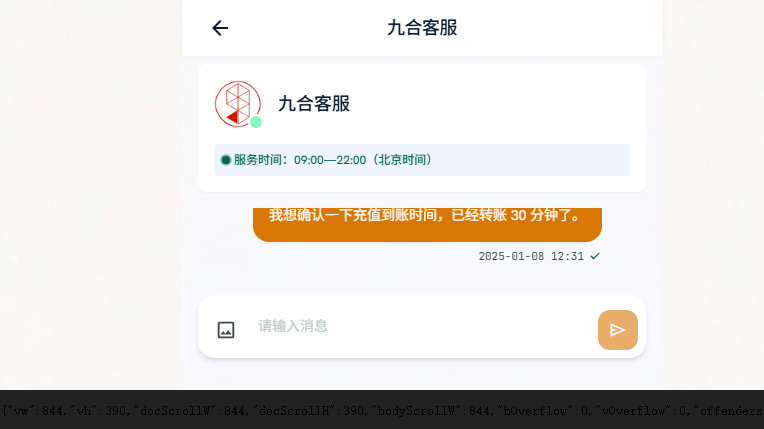 九合客服
九合客服
服务时间：09:00—22:00（北京时间）
我想确认一下充值到账时间，已经转账 30 分钟了。
2025-01-08 12:31
请输入消息
{"vw":844,"vh":390,"docScrollW":844,"docScrollH":390,"bodyScrollW":844,"hOverflow":0,"vOverflow":0,"offenders